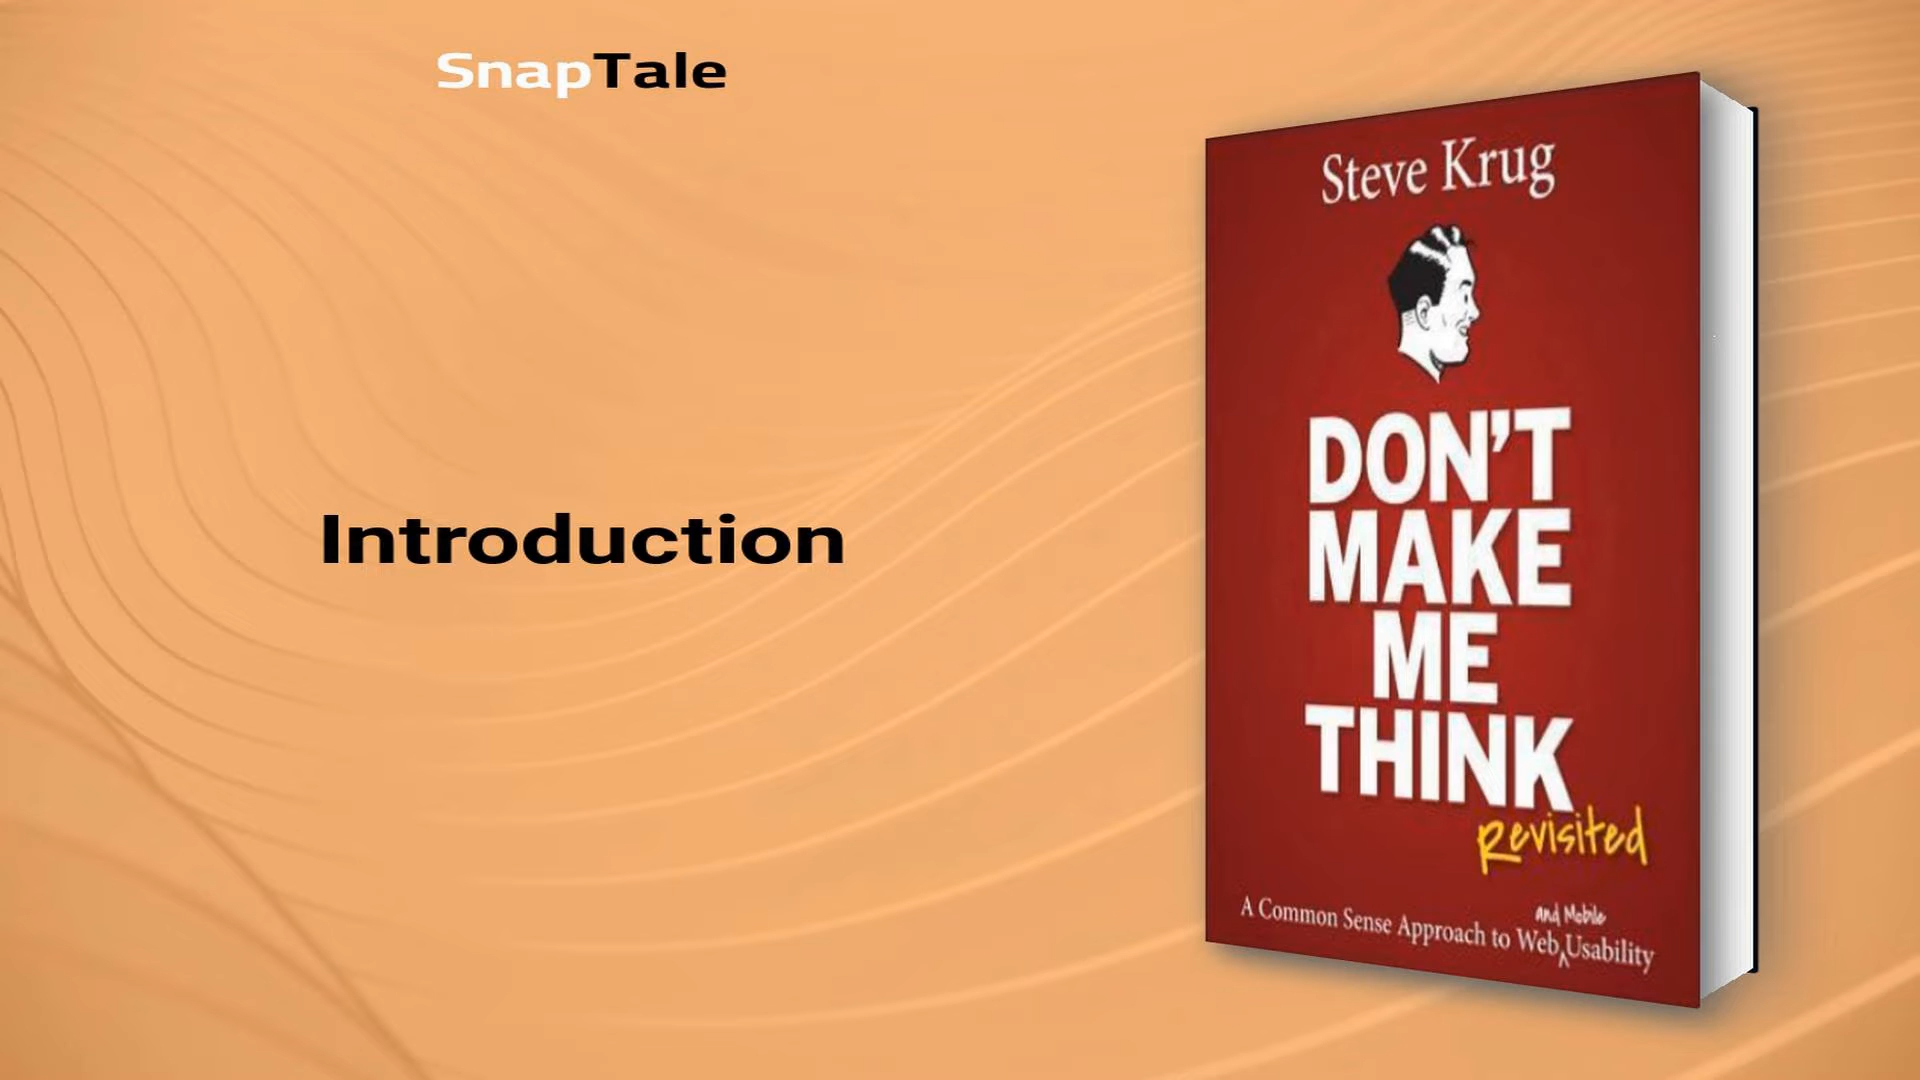 SnapTale
Introduction
Steve Krug
DON'T
MAKE
ME
THINK
Revisited
and Mobile
A Common Sense Approach to Web Usability